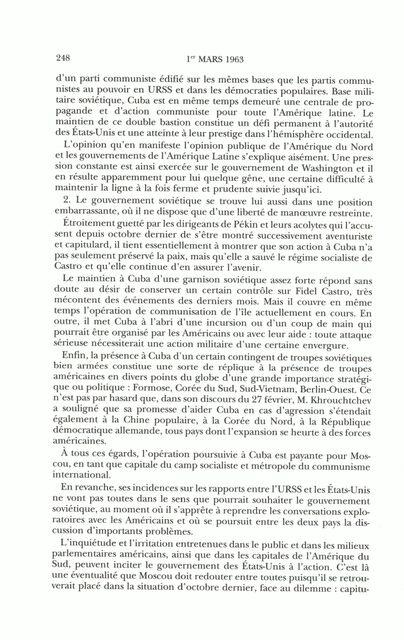 248 1er MARS 1963
d'un parti communiste édifié sur les mêmes bases que les partis commu-
nistes au pouvoir en URSS et dans les démocraties populaires. Base mili-
taire soviétique, Cuba est en même temps demeuré une centrale de pro-
pagande et d'action communiste pour toute l'Amérique latine. Le
maintien de ce double bastion constitue un défi permanent à l'autorité
des États-Unis et une atteinte à leur prestige dans l'hémisphère occidental.
L'opinion qu'en manifeste l'opinion publique de l'Amérique du Nord
et les gouvernements de l'Amérique Latine s'explique aisément. Une pres-
sion constante est ainsi exercée sur le gouvernement de Washington et il
en résulte apparemment pour lui quelque gêne, une certaine difficulté à
maintenir la ligne à la fois ferme et prudente suivie jusqu'ici.
2. Le gouvernement soviétique se trouve lui aussi dans une position
embarrassante, où il ne dispose que d'une liberté de manœuvre restreinte.
Étroitement guetté par les dirigeants de Pékin et leurs acolytes qui l'accu-
sent depuis octobre dernier de s'être montré successivement aventuriste
et capitulard, il tient essentiellement à montrer que son action à Cuba n'a
pas seulement préservé la paix, mais qu'elle a sauvé le régime socialiste de
Castro et qu'elle continue d'en assurer l'avenir.
Le maintien à Cuba d'une garnison soviétique assez forte répond sans
doute au désir de conserver un certain contrôle sur Fidel Castro, très
mécontent des événements des derniers mois. Mais il couvre en même
temps l'opération de communisation de l'île actuellement en cours. En
outre, il met Cuba à l'abri d'une incursion ou d'un coup de main qui
pourrait être organisé par les Américains ou avec leur aide : toute attaque
sérieuse nécessiterait une action militaire d'une certaine envergure.
Enfin, la présence à Cuba d'un certain contingent de troupes soviétiques
bien armées constitue une sorte de réplique à la présence de troupes
américaines en divers points du globe d'une grande importance stratégi-
que ou politique : Formose, Corée du Sud, Sud-Vietnam, Berlin-Ouest. Ce
n'est pas par hasard que, dans son discours du 27 février, M. Khrouchtchev
a souligné que sa promesse d'aider Cuba en cas d'agression s'étendait
également à la Chine populaire, à la Corée du Nord, à la République
démocratique allemande, tous pays dont l'expansion se heurte à des forces
américaines.
À tous ces égards, l'opération poursuivie à Cuba est payante pour Mos-
cou, en tant que capitale du camp socialiste et métropole du communisme
international.
En revanche, ses incidences sur les rapports entre l'URSS et les États-Unis
ne vont pas toutes dans le sens que pourrait souhaiter le gouvernement
soviétique, au moment où il s'apprête à reprendre les conversations explo-
ratoires avec les Américains et où se poursuit entre les deux pays la dis-
cussion d'importants problèmes.
L'inquiétude et l'irritation entretenues dans le public et dans les milieux
parlementaires américains, ainsi que dans les capitales de l'Amérique du
Sud, peuvent inciter le gouvernement des États-Unis à l'action. C'est là
une éventualité que Moscou doit redouter entre toutes puisqu'il se retrou-
verait placé dans la situation d'octobre dernier, face au dilemme : capitu-